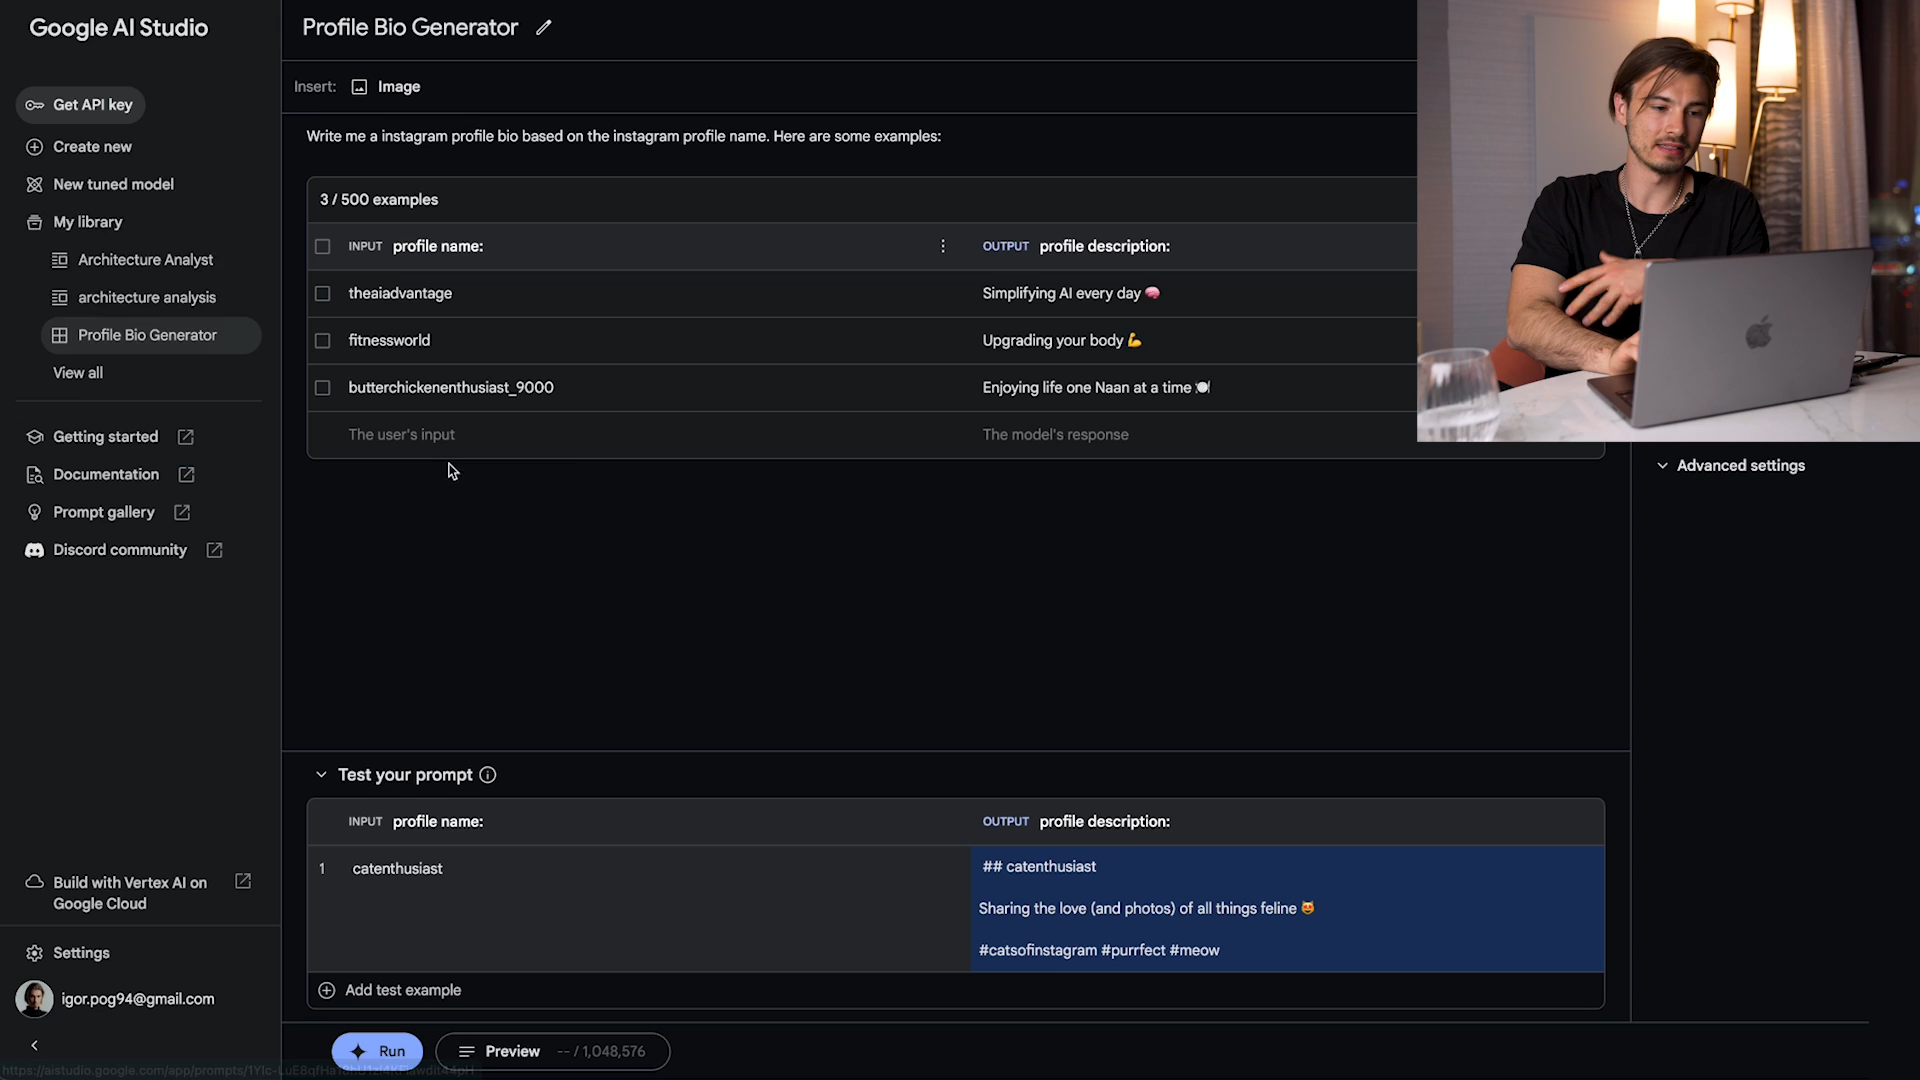 Google AI Studio
Get API key
Create new
New tuned model
My library
Architecture Analyst
architecture analysis
Profile Bio Generator
View all
Getting started
Documentation
Prompt gallery
Discord community
Build with Vertex AI on
Google Cloud
Settings
igor.pog94@gmail.com
Profile Bio Generator
Insert: Image
Write me a instagram profile bio based on the instagram profile name. Here are some examples:
3 / 500 examples
INPUT profile name: OUTPUT profile description:
theaiadvantage Simplifying AI every day 🧠
fitnessworld Upgrading your body 💪
butterchickenenthusiast_9000 Enjoying life one Naan at a time 🍽
The user's input The model's response
Advanced settings
Test your prompt
INPUT profile name: OUTPUT profile description:
1 catenthusiast ## catenthusiast
Sharing the love (and photos) of all things feline 😻
#catsofinstagram #purrfect #meow
Add test example
Run Preview -- / 1,048,576